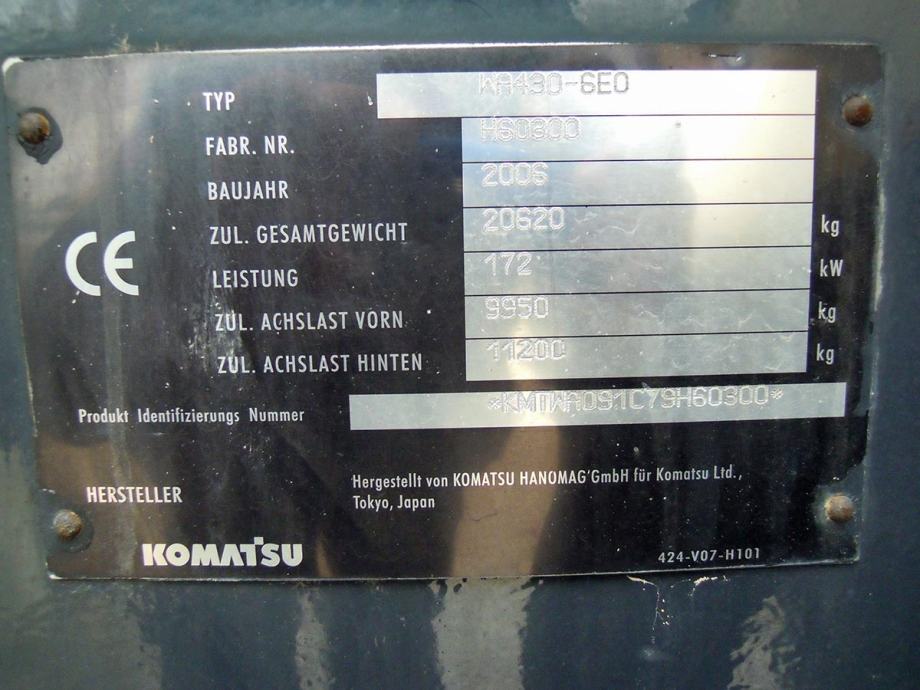 TYP WA430-6E0
FABR. NR. H60300
BAUJAHR 2006
ZUL. GESAMTGEWICHT 20620 kg
LEISTUNG 172 kW
ZUL. ACHSLAST VORN 9950 kg
ZUL. ACHSLAST HINTEN 11200 kg
CE
Produkt Identifizierungs Nummer *KMTWA091C79H60300*
HERSTELLER
Hergestellt von KOMATSU HANOMAG GmbH für Komatsu Ltd.,
Tokyo, Japan
KOMATSU
424-V07-H101